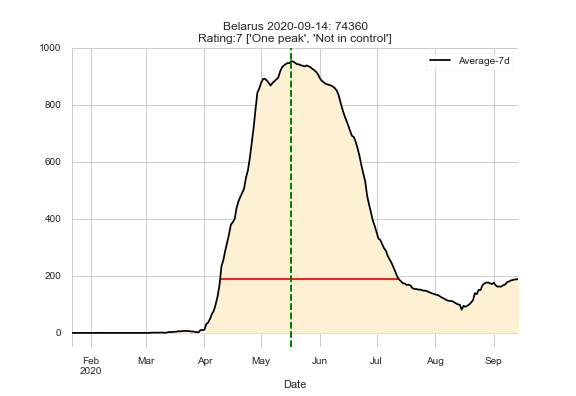 Belarus 2020-09-14: 74360
Rating:7 ['One peak', 'Not in control']
Average-7d
1000
800
600
400
200
0
Feb Mar Apr May Jun Jul Aug Sep
2020
Date